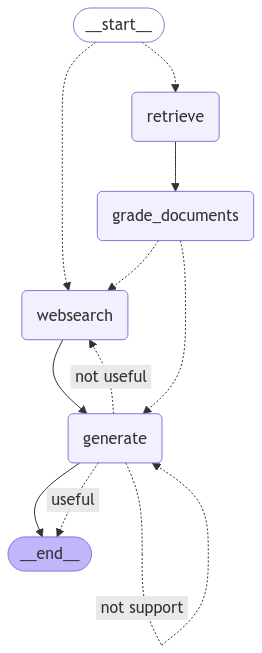 __start__
retrieve
grade_documents
websearch
not useful
generate
useful
__end__
not support